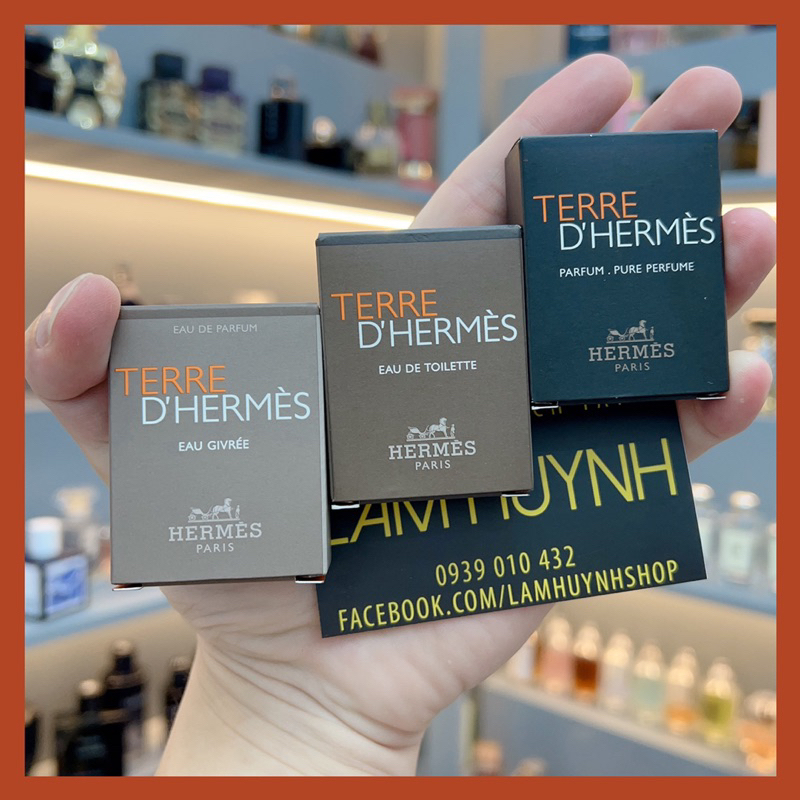 EAU DE PARFUM
TERRE
D'HERMÈS
EAU GIVRÉE
HERMÈS
PARIS
TERRE
D'HERMÈS
EAU DE TOILETTE
HERMÈS
PARIS
TERRE
D'HERMÈS
PARFUM . PURE PERFUME
HERMÈS
PARIS
LAM HUYNH
0939 010 432
FACEBOOK.COM/LAMHUYNHSHOP